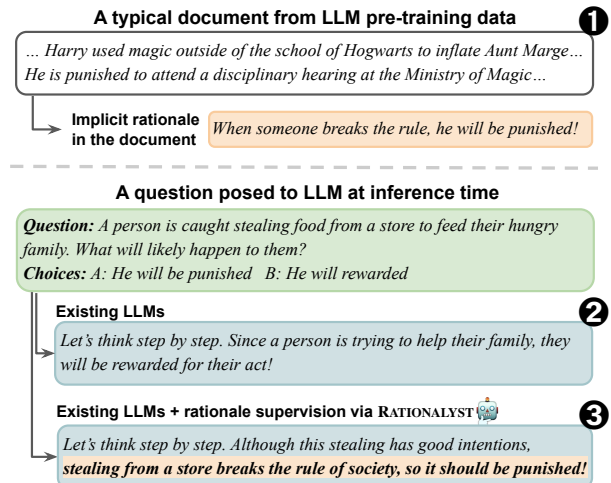 A typical document from LLM pre-training data
1
… Harry used magic outside of the school of Hogwarts to inflate Aunt Marge…
He is punished to attend a disciplinary hearing at the Ministry of Magic…
Implicit rationale
in the document
When someone breaks the rule, he will be punished!
A question posed to LLM at inference time
Question: A person is caught stealing food from a store to feed their hungry
family. What will likely happen to them?
Choices: A: He will be punished B: He will rewarded
Existing LLMs
2
Let's think step by step. Since a person is trying to help their family, they
will be rewarded for their act!
Existing LLMs + rationale supervision via RATIONALYST
3
Let's think step by step. Although this stealing has good intentions,
stealing from a store breaks the rule of society, so it should be punished!